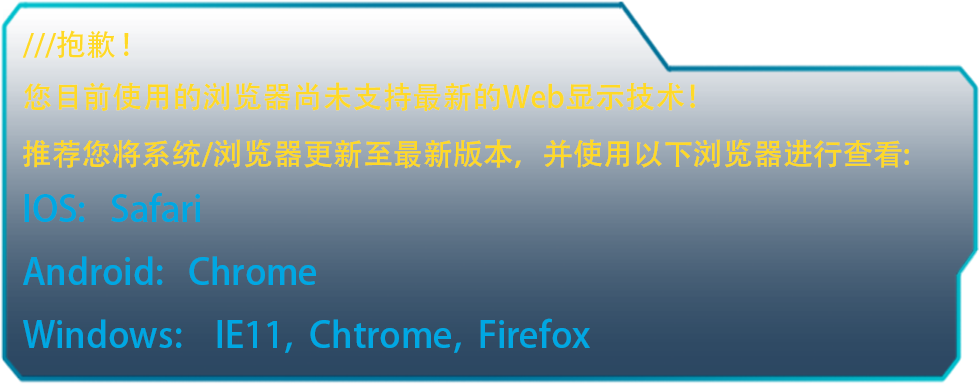 ///抱歉！
您目前使用的浏览器尚未支持最新的Web显示技术！
推荐您将系统/浏览器更新至最新版本，并使用以下浏览器进行查看:
IOS: Safari
Android: Chrome
Windows: IE11, Chtrome, Firefox